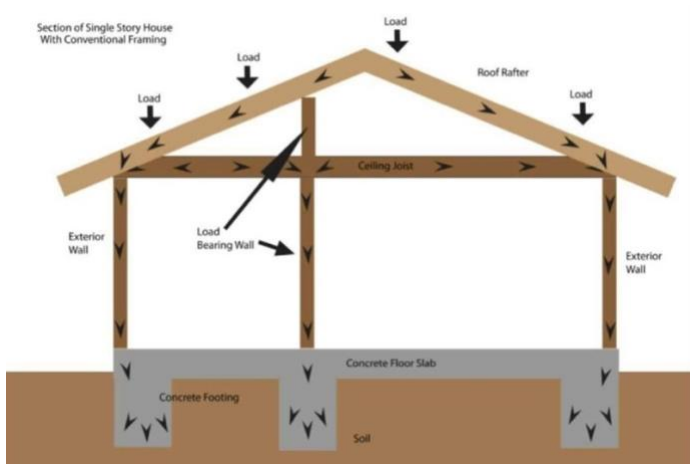 Section of Single Story House
With Conventional Framing
Load
Load
Roof Rafter
Load
Load
Ceiling Joist
Load
Bearing Wall
Exterior
Wall
Exterior
Wall
Concrete Floor Slab
Concrete Footing
Soil